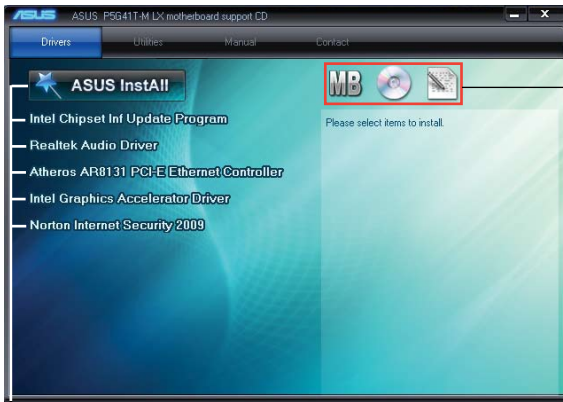 ASUS P5G41T-M LX motherboard support CD
Drivers Utilities Manual Contact
ASUS InstAll
MB
Please select items to install.
Intel Chipset Inf Update Program
Realtek Audio Driver
Atheros AR8131 PCI-E Ethernet Controller
Intel Graphics Accelerator Driver
Norton Internet Security 2009